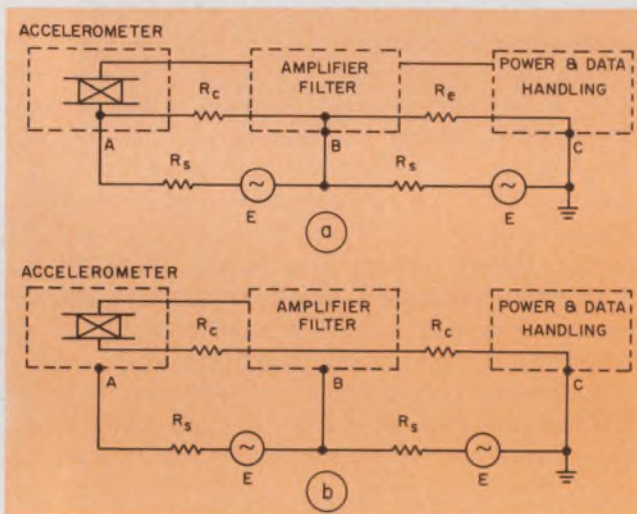 ACCELEROMETER
AMPLIFIER
FILTER
POWER & DATA
HANDLING
Rc
Re
A
B
C
Rs
E
Rs
E
a
ACCELEROMETER
AMPLIFIER
FILTER
POWER & DATA
HANDLING
Rc
Rc
A
B
C
Rs
E
Rs
E
b